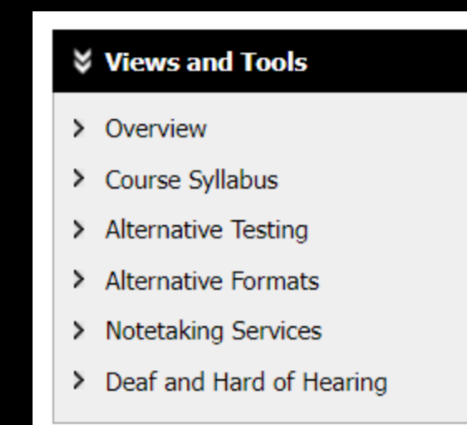 Views and Tools
Overview
Course Syllabus
Alternative Testing
Alternative Formats
Notetaking Services
Deaf and Hard of Hearing